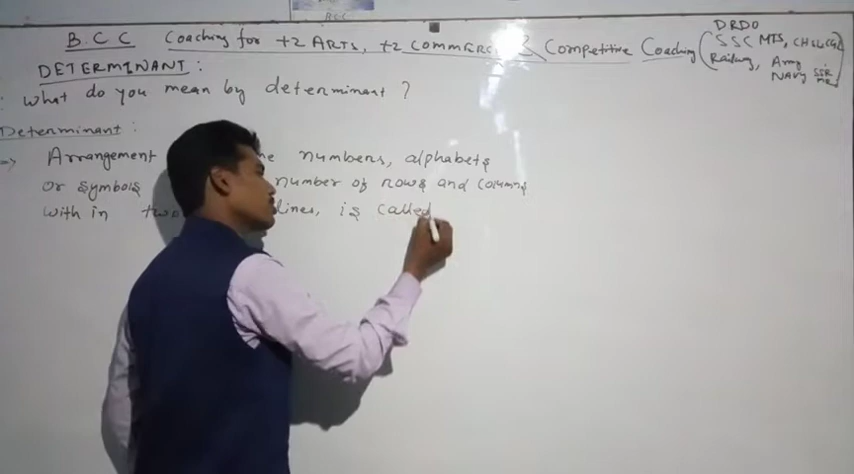 B.C.C
B.C.C Coaching for +2 ARTS, +2 COMMERCE & Competitive Coaching (
DRDO
SSC MTS, CHSL, CGL
Railway, Army
Navy SSR
MR
DETERMINANT :
What do you mean by determinant ?
Determinant :
=> Arrangement numbers, alphabets
or symbols number of rows and columns
with in two lines, is called